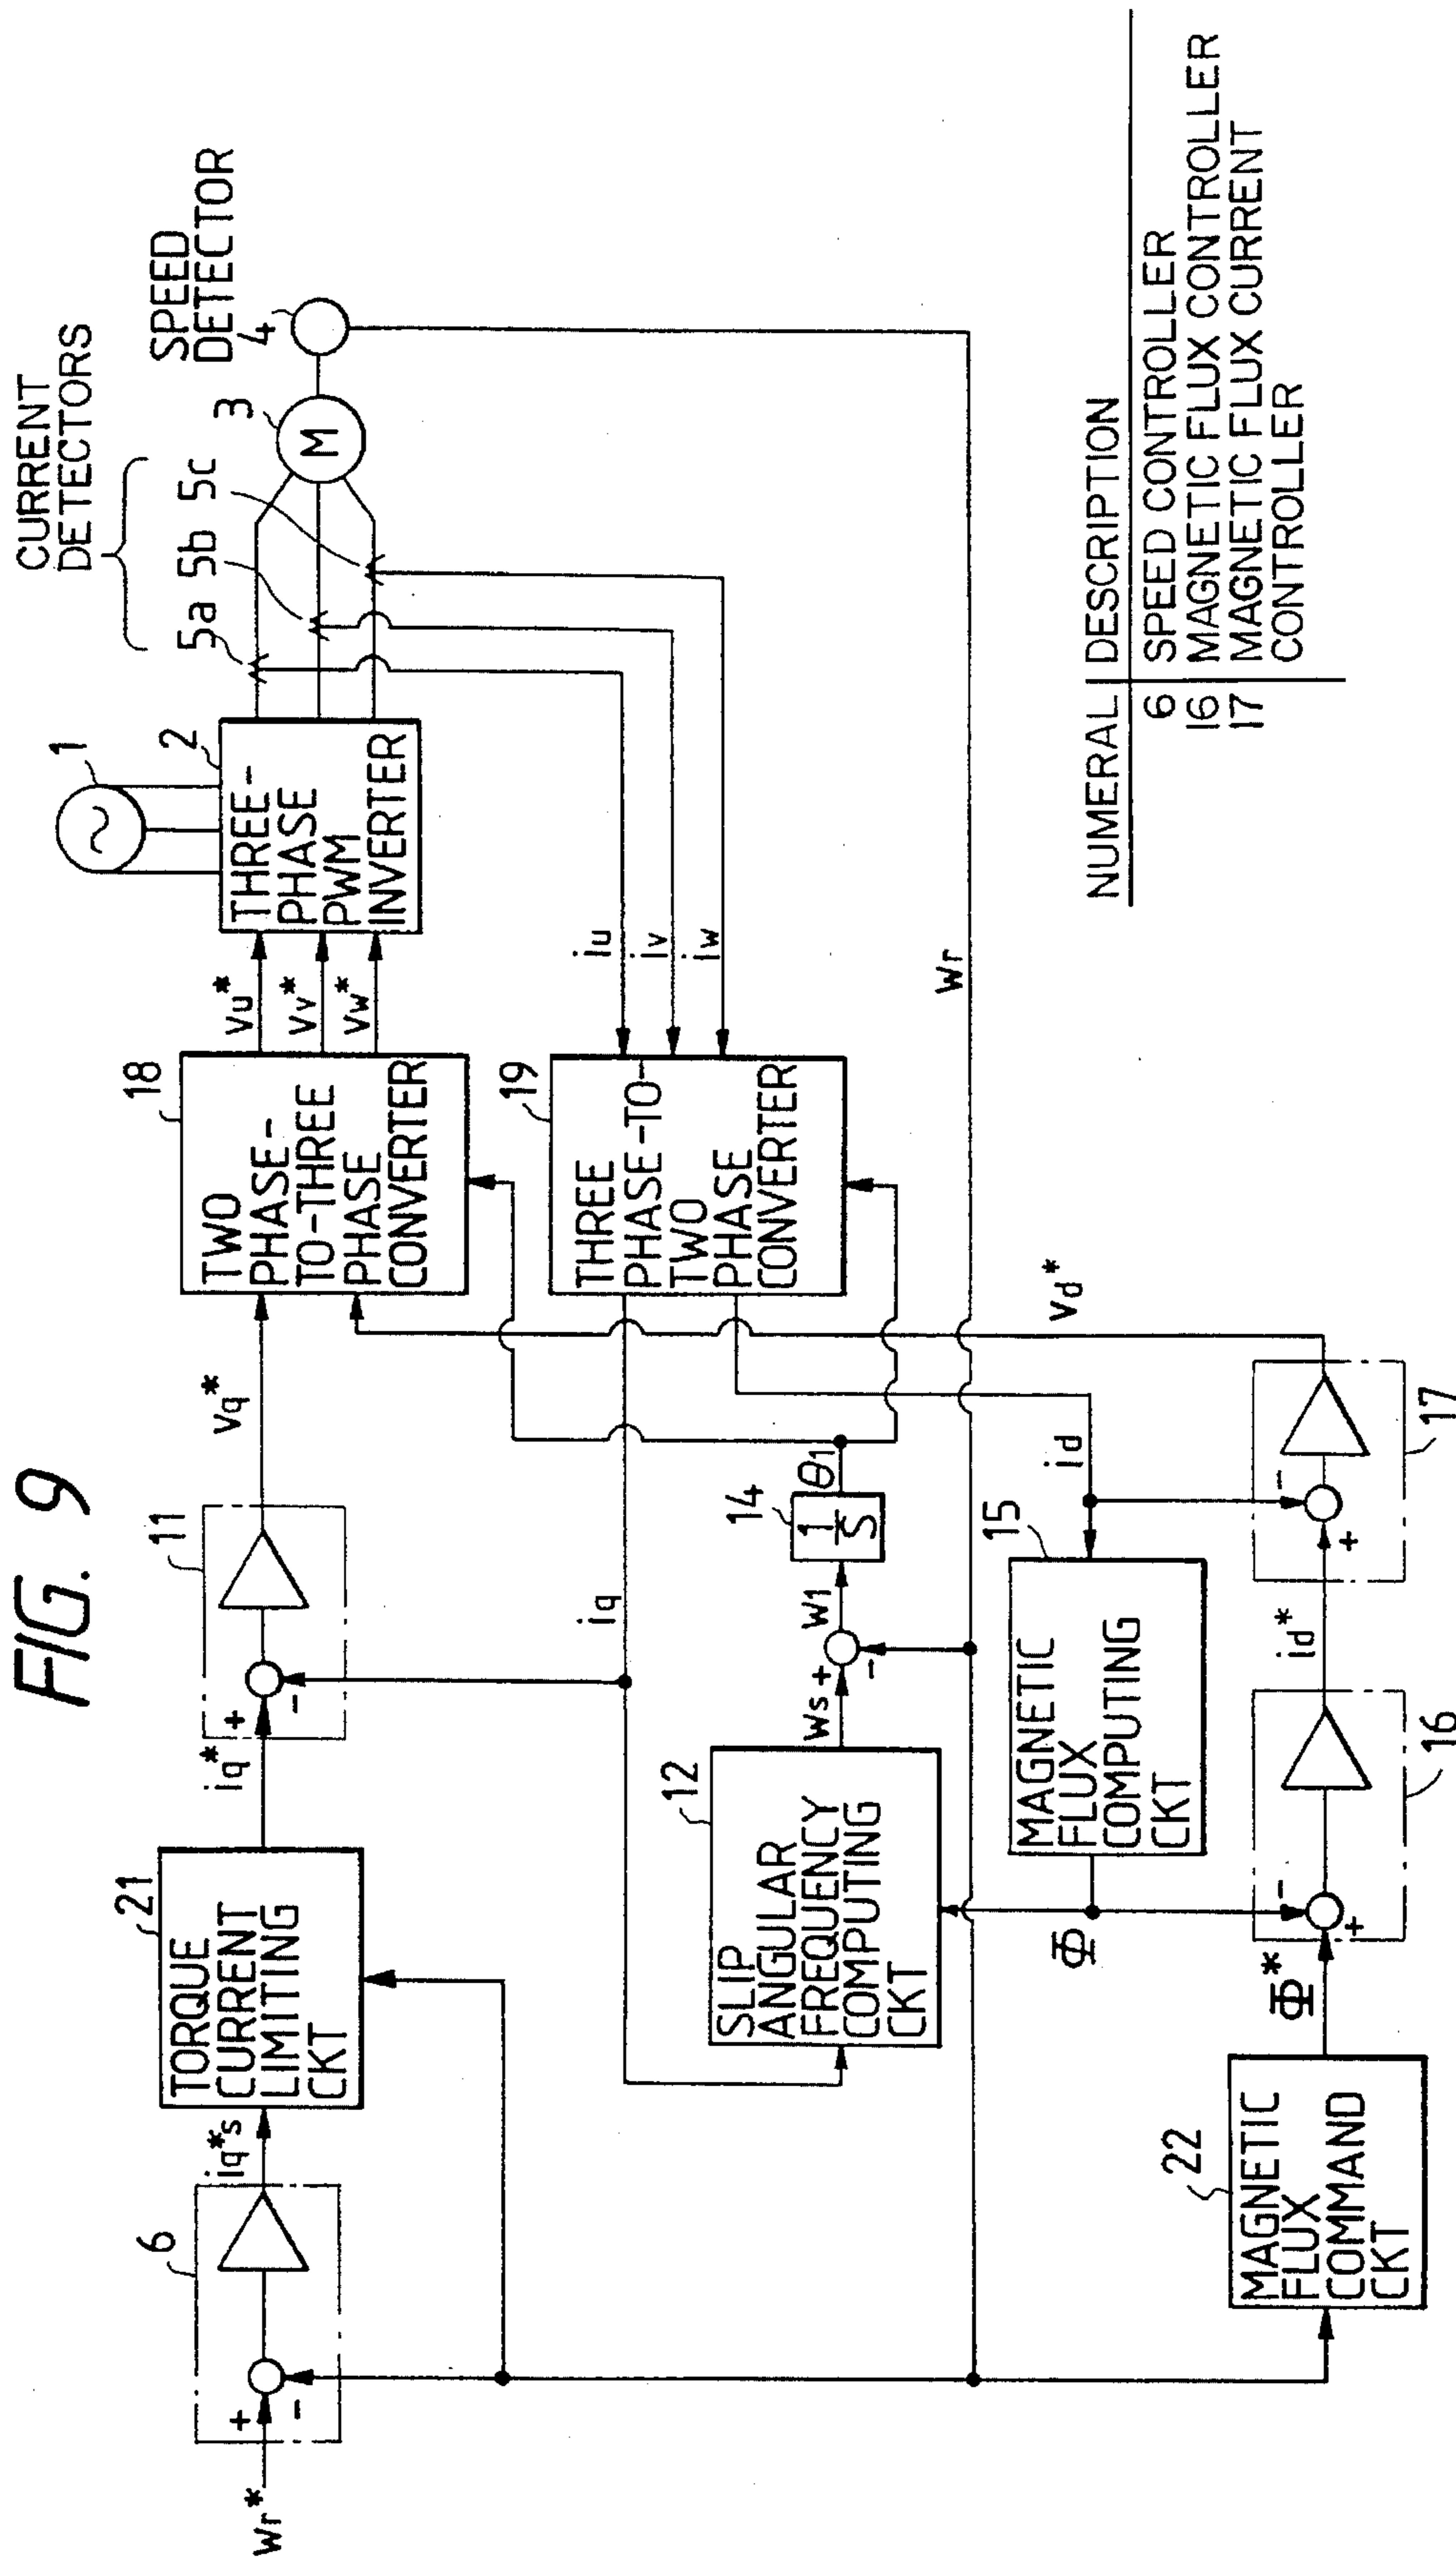 FIG. 9
CURRENT
DETECTORS
SPEED
DETECTOR
1
2
THREE-
PHASE
PWM
INVERTER
5a
5b
5c
3
M
4
wr*
+
-
6
iq*s
21
TORQUE
CURRENT
LIMITING
CKT
iq*
+
-
11
vq*
18
TWO
PHASE-
TO-THREE
PHASE
CONVERTER
vu*
vv*
vw*
19
THREE
PHASE-TO-
TWO
PHASE
CONVERTER
iu
iv
iw
iq
12
SLIP
ANGULAR
FREQUENCY
COMPUTING
CKT
ws
+
-
w1
14
1
S
θ1
wr
15
MAGNETIC
FLUX
COMPUTING
CKT
id
Φ
22
MAGNETIC
FLUX
COMMAND
CKT
Φ*
+
-
16
id*
+
-
17
vd*
NUMERAL DESCRIPTION
6 SPEED CONTROLLER
16 MAGNETIC FLUX CONTROLLER
17 MAGNETIC FLUX CURRENT
CONTROLLER